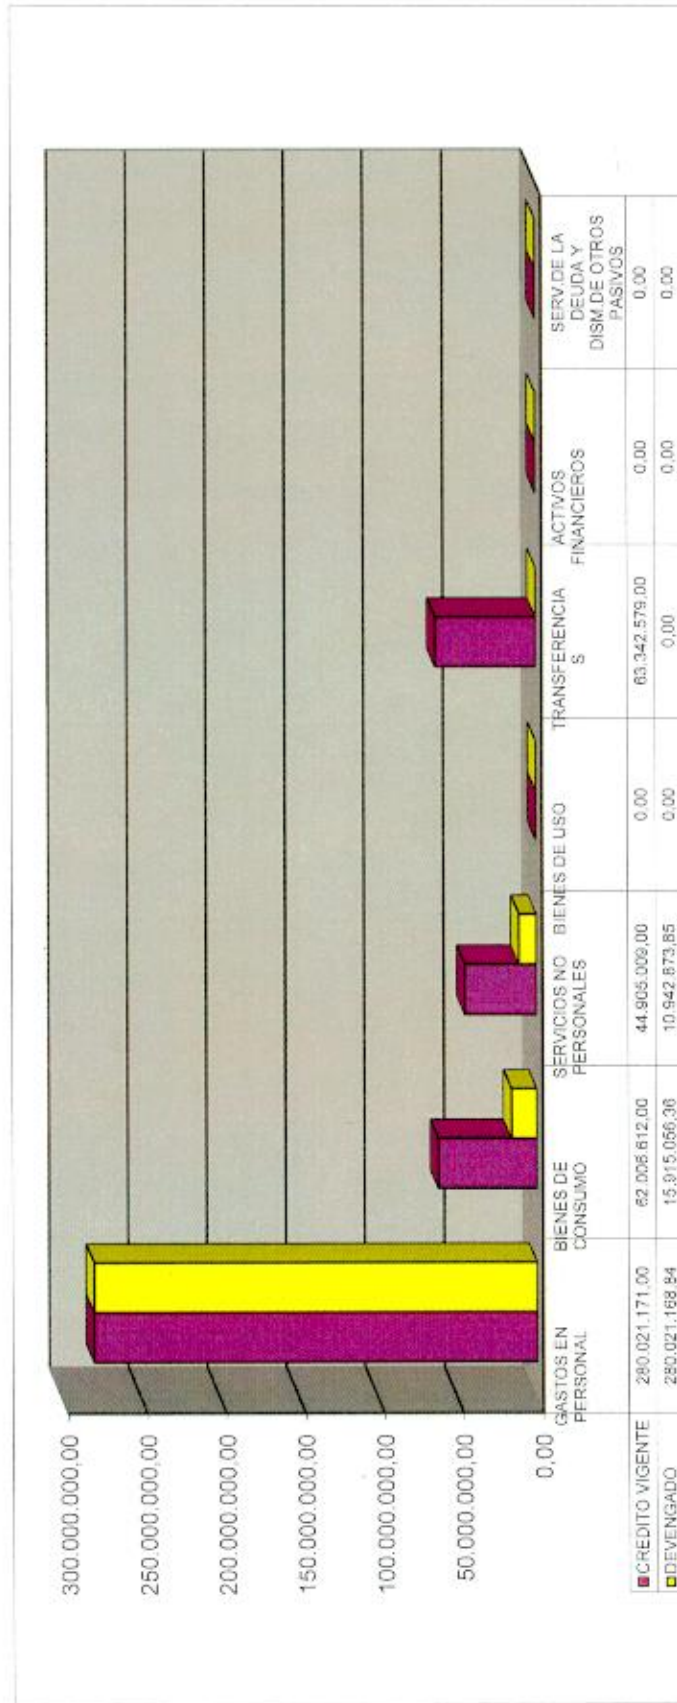 300.000.000,00
250.000.000,00
200.000.000,00
150.000.000,00
100.000.000,00
50.000.000,00
0,00
GASTOS EN PERSONAL
BIENES DE CONSUMO
SERVICIOS NO PERSONALES
BIENES DE USO
TRANSFERENCIA S
ACTIVOS FINANCIEROS
SERV.DE LA DEUDA Y DISM.DE OTROS PASIVOS
CREDITO VIGENTE 280.021.171,00 62.006.612,00 44.905.009,00 0,00 63.342.579,00 0,00 0,00
DEVENGADO 280.021.168,84 15.915.056,36 10.942.873,85 0,00 0,00 0,00 0,00